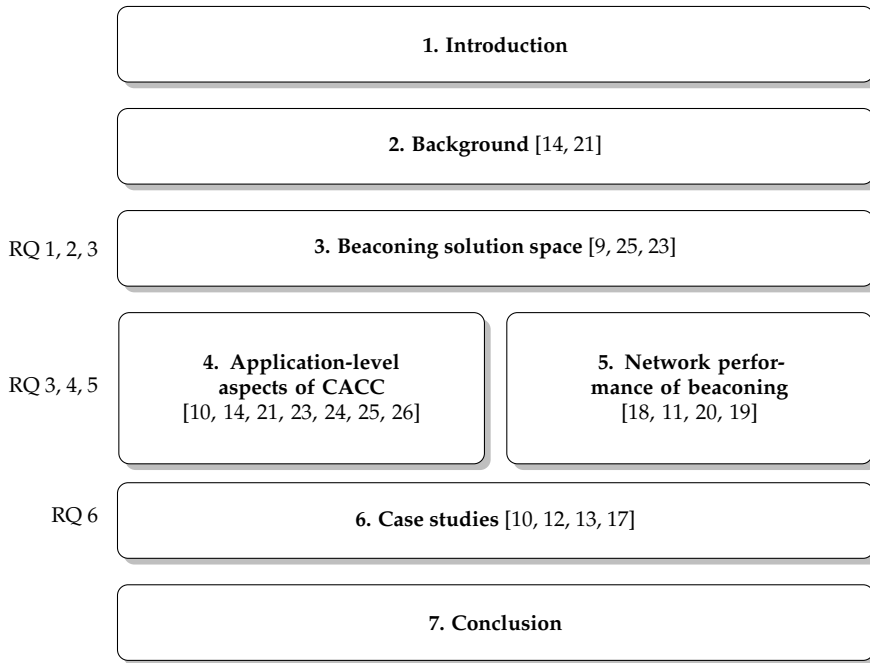 1. Introduction
2. Background [14, 21]
RQ 1, 2, 3
3. Beaconing solution space [9, 25, 23]
RQ 3, 4, 5
4. Application-level
aspects of CACC
[10, 14, 21, 23, 24, 25, 26]
5. Network perfor-
mance of beaconing
[18, 11, 20, 19]
RQ 6
6. Case studies [10, 12, 13, 17]
7. Conclusion